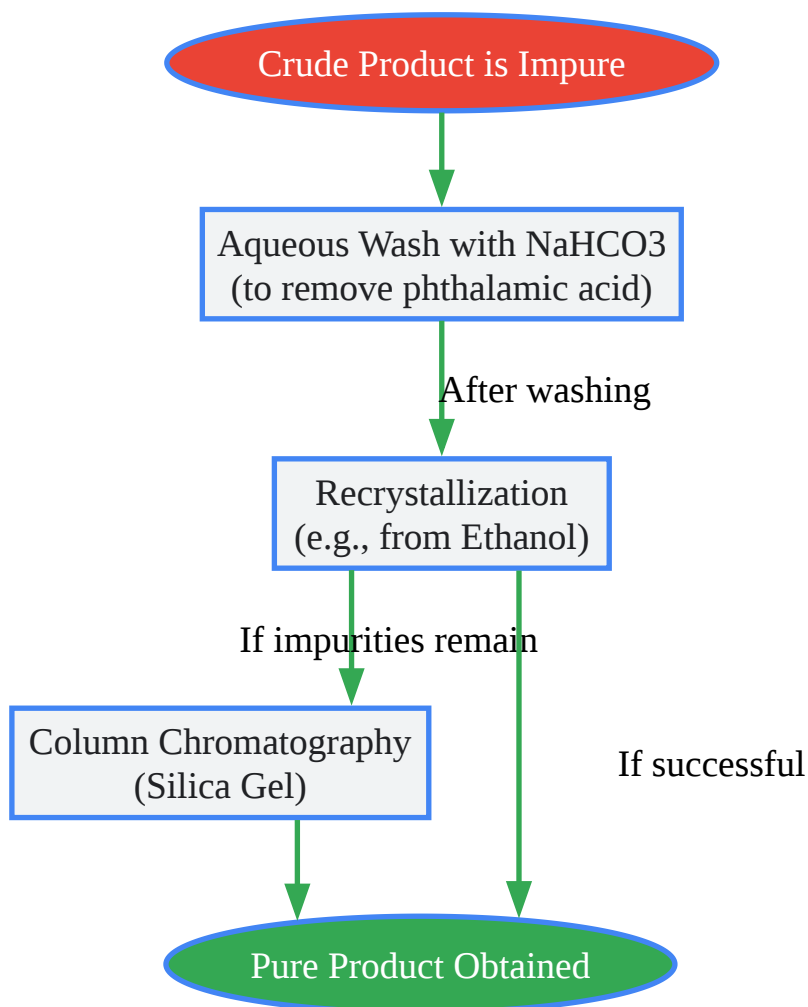 Crude Product is Impure
Aqueous Wash with NaHCO3
(to remove phthalamic acid)
After washing
Recrystallization
(e.g., from Ethanol)
If impurities remain
Column Chromatography
(Silica Gel)
If successful
Pure Product Obtained